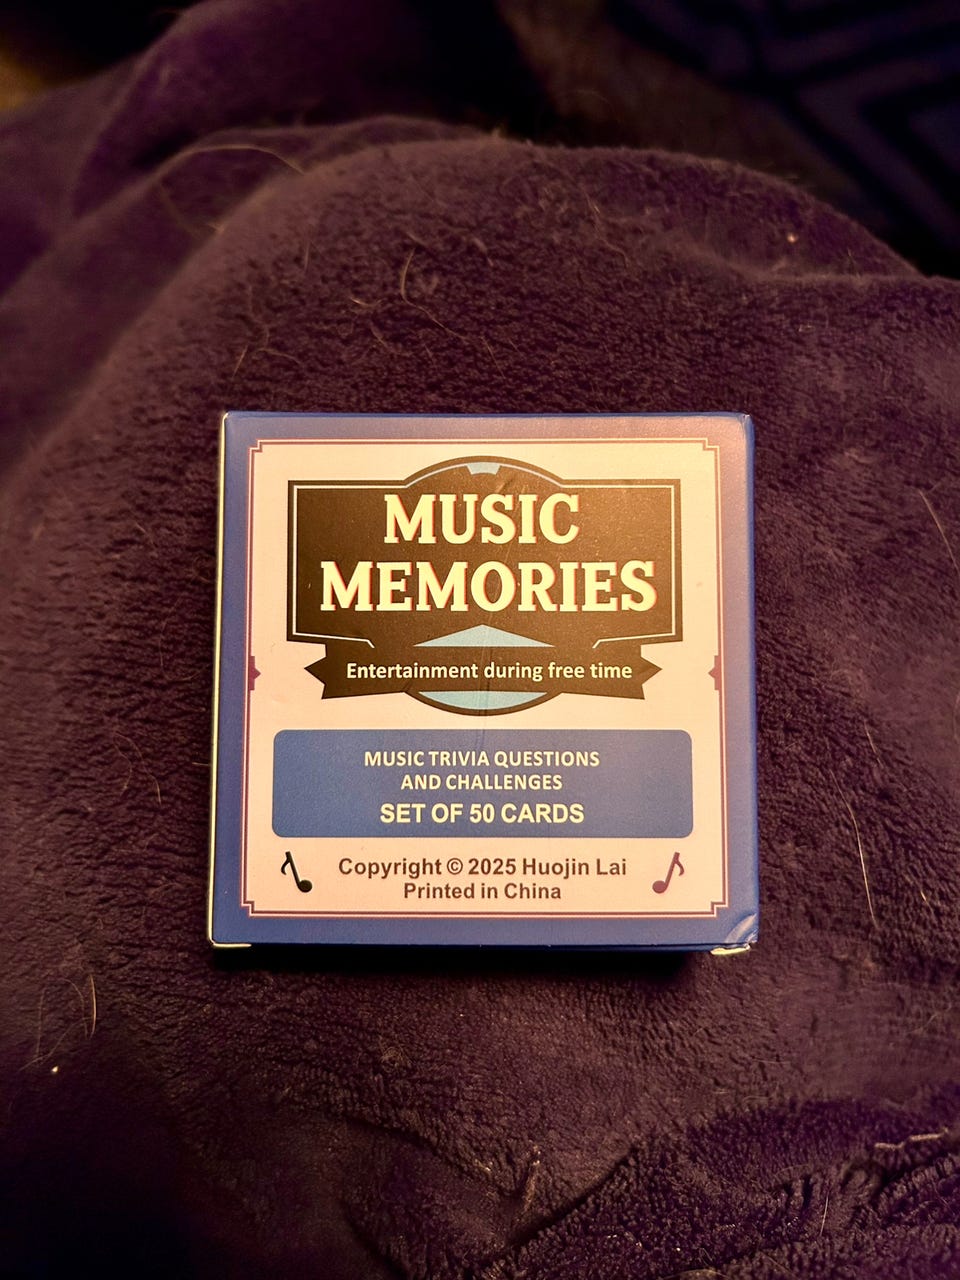 MUSIC
MEMORIES
Entertainment during free time
MUSIC TRIVIA QUESTIONS
AND CHALLENGES
SET OF 50 CARDS
Copyright © 2025 Huojin Lai
Printed in China